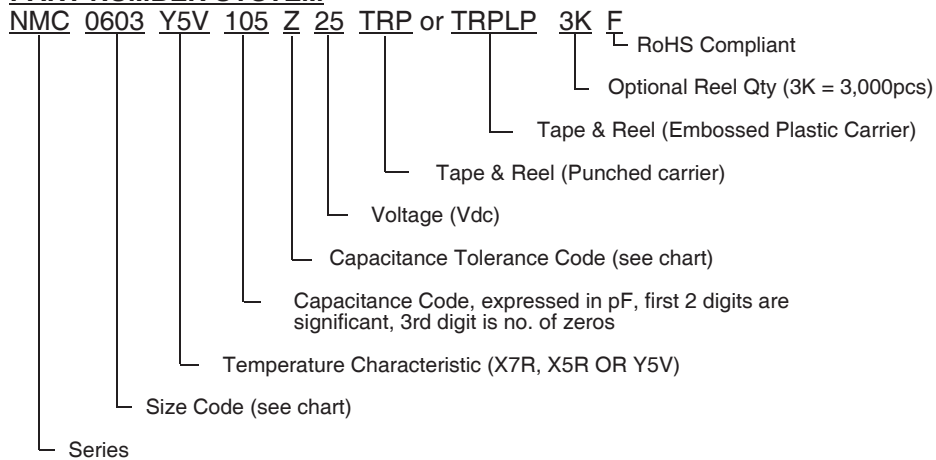 NMC 0603 Y5V 105 Z 25 TRP or TRPLP 3K F
RoHS Compliant
Optional Reel Qty (3K = 3,000pcs)
Tape & Reel (Embossed Plastic Carrier)
Tape & Reel (Punched carrier)
Voltage (Vdc)
Capacitance Tolerance Code (see chart)
Capacitance Code, expressed in pF, first 2 digits are
significant, 3rd digit is no. of zeros
Temperature Characteristic (X7R, X5R OR Y5V)
Size Code (see chart)
Series